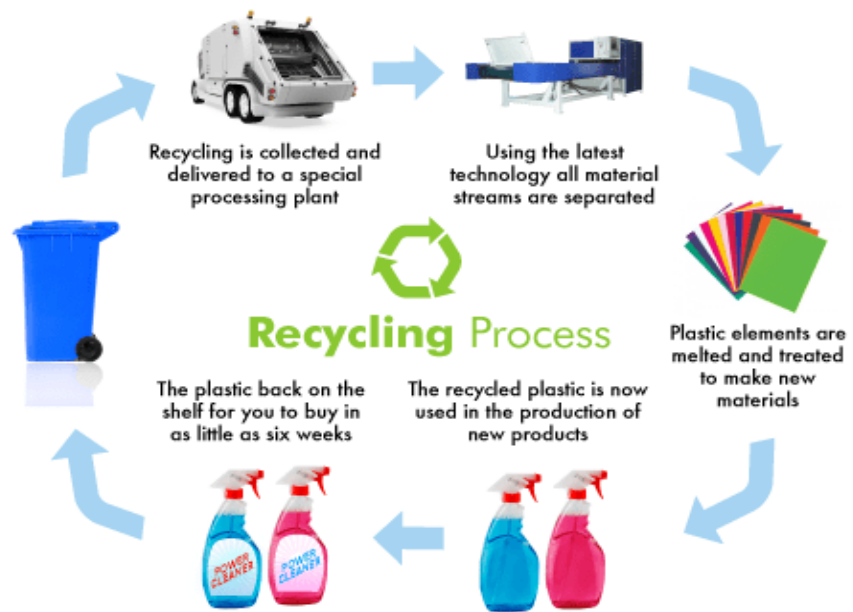 Recycling is collected and
delivered to a special
processing plant
Using the latest
technology all material
streams are separated
Plastic elements are
melted and treated
to make new
materials
Recycling Process
The plastic back on the
shelf for you to buy in
as little as six weeks
The recycled plastic is now
used in the production of
new products
POWER
CLEANER
POWER
CLEANER